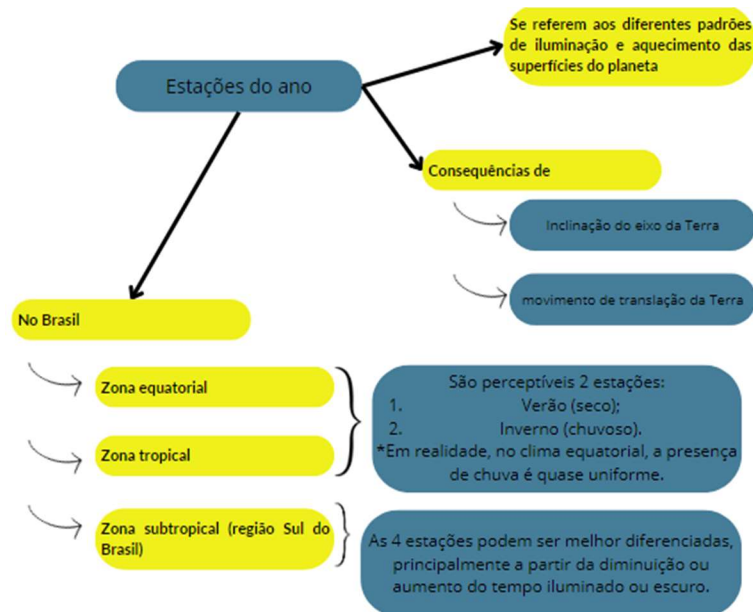 Se referem aos diferentes padrões
de iluminação e aquecimento das
superfícies do planeta
Estações do ano
Consequências de
Inclinação do eixo da Terra
movimento de translação da Terra
No Brasil
Zona equatorial
Zona tropical
São perceptíveis 2 estações:
1. Verão (seco);
2. Inverno (chuvoso).
*Em realidade, no clima equatorial, a presença
de chuva é quase uniforme.
Zona subtropical (região Sul do
Brasil)
As 4 estações podem ser melhor diferenciadas,
principalmente a partir da diminuição ou
aumento do tempo iluminado ou escuro.